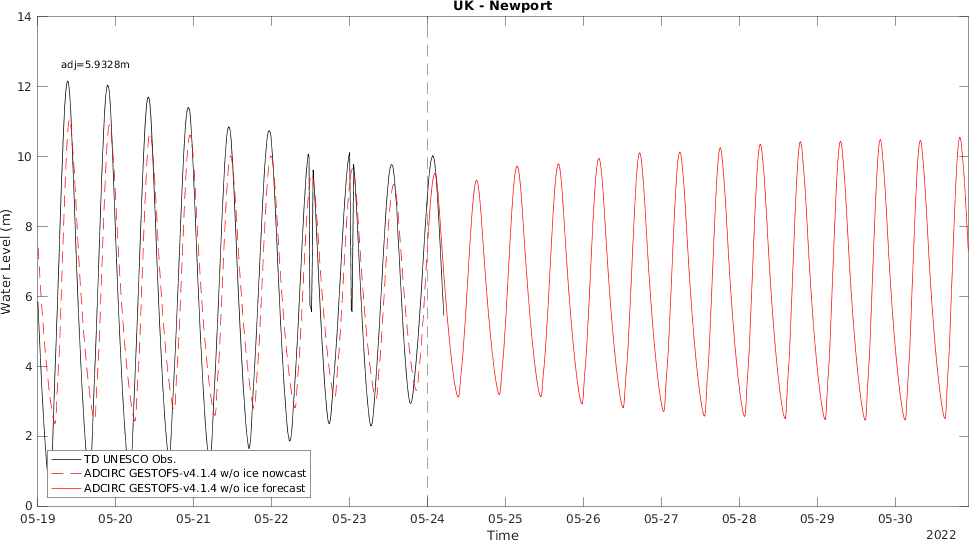 UK - Newport
14
adj=5.9328m
12
10
8
Water Level (m)
6
4
2
TD UNESCO Obs.
ADCIRC GESTOFS-v4.1.4 w/o ice nowcast
ADCIRC GESTOFS-v4.1.4 w/o ice forecast
0
05-19 05-20 05-21 05-22 05-23 05-24 05-25 05-26 05-27 05-28 05-29 05-30
Time
2022